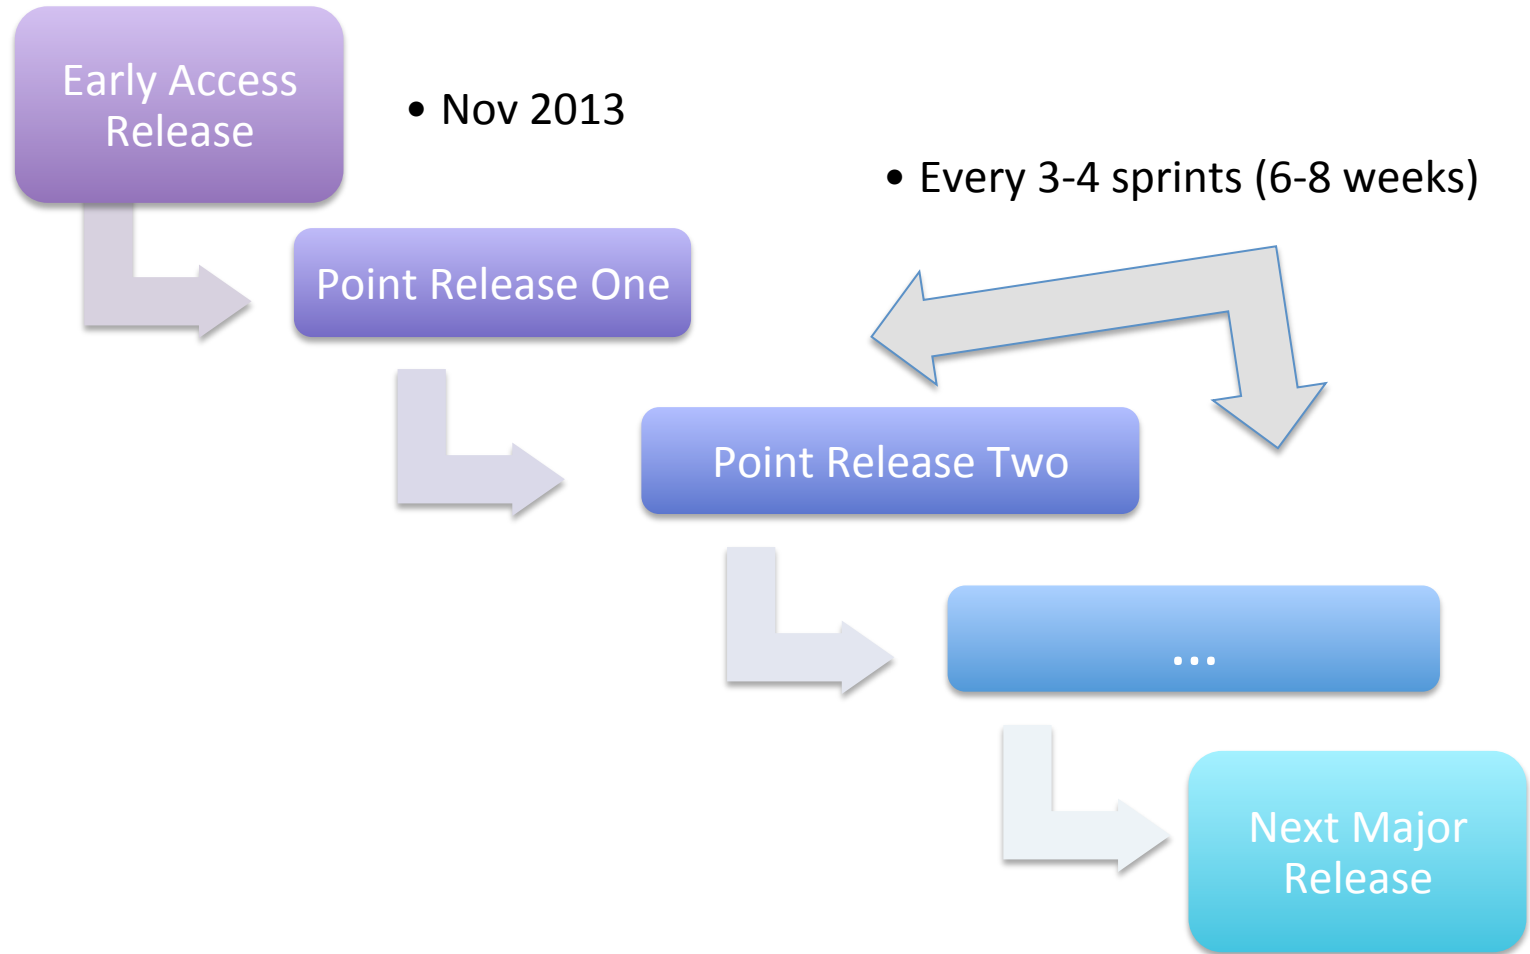 Early Access
Release
• Nov 2013
• Every 3-4 sprints (6-8 weeks)
Point Release One
Point Release Two
...
Next Major
Release